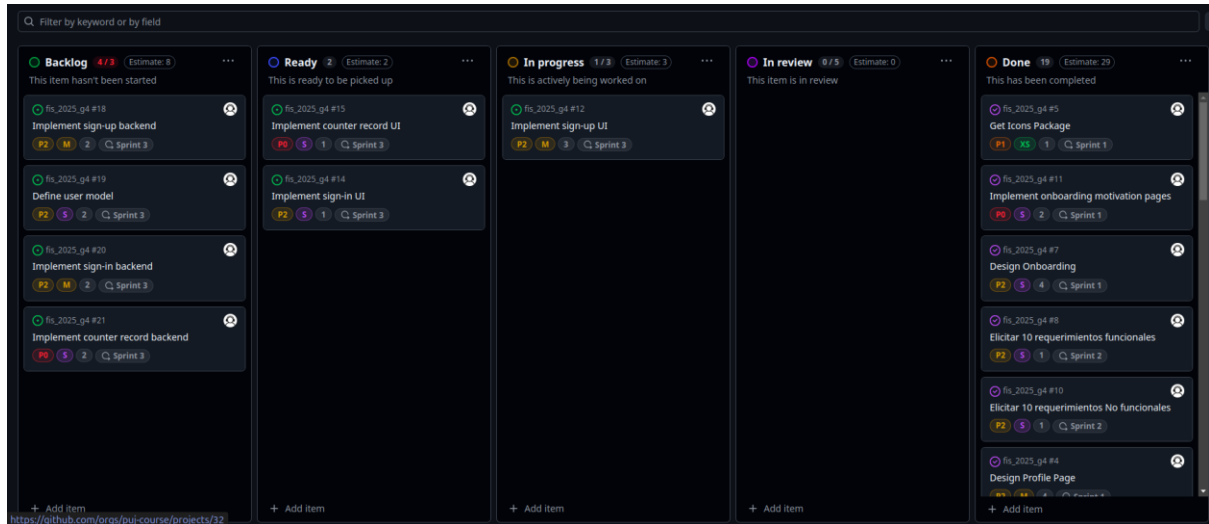 Filter by keyword or by field
Backlog 4/3 Estimate: 8
This item hasn't been started
fis_2025_g4 #18
Implement sign-up backend
P2 M 2 Sprint 3
fis_2025_g4 #19
Define user model
P2 S 2 Sprint 3
fis_2025_g4 #20
Implement sign-in backend
P2 M 2 Sprint 3
fis_2025_g4 #21
Implement counter record backend
P0 S 2 Sprint 3
+ Add item
https://github.com/orgs/puj-course/projects/32
Ready 2 Estimate: 2
This is ready to be picked up
fis_2025_g4 #15
Implement counter record UI
P0 S 1 Sprint 3
fis_2025_g4 #14
Implement sign-in UI
P2 S 1 Sprint 3
+ Add item
In progress 1/3 Estimate: 3
This is actively being worked on
fis_2025_g4 #12
Implement sign-up UI
P2 M 3 Sprint 3
+ Add item
In review 0/5 Estimate: 0
This item is in review
+ Add item
Done 19 Estimate: 29
This has been completed
fis_2025_g4 #5
Get Icons Package
P1 XS 1 Sprint 1
fis_2025_g4 #11
Implement onboarding motivation pages
P0 S 2 Sprint 1
fis_2025_g4 #7
Design Onboarding
P2 S 4 Sprint 1
fis_2025_g4 #8
Elicitar 10 requerimientos funcionales
P2 S 1 Sprint 2
fis_2025_g4 #10
Elicitar 10 requerimientos No funcionales
P2 S 1 Sprint 2
fis_2025_g4 #4
Design Profile Page
P2 M 4 Sprint 1
+ Add item